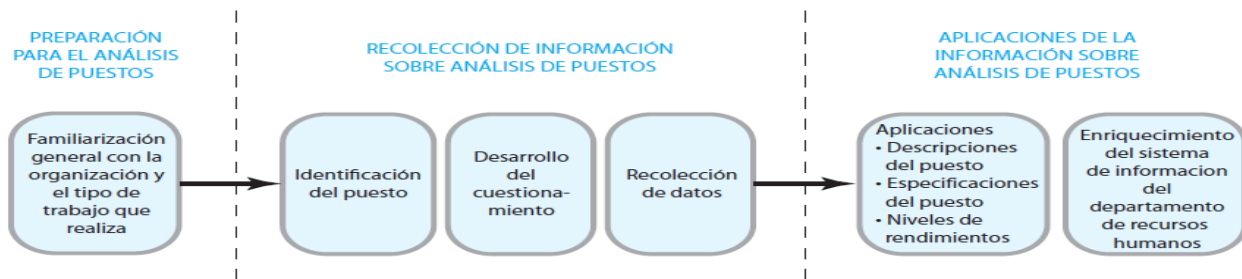 PREPARACIÓN
PARA EL ANÁLISIS
DE PUESTOS
Familiarización
general con la
organización y
el tipo de
trabajo que
realiza
RECOLECCIÓN DE INFORMACIÓN
SOBRE ANÁLISIS DE PUESTOS
Identificación
del puesto
Desarrollo
del
cuestiona-
miento
Recolección
de datos
APLICACIONES DE LA
INFORMACIÓN SOBRE
ANÁLISIS DE PUESTOS
Aplicaciones
• Descripciones
del puesto
• Especificaciones
del puesto
• Niveles de
rendimientos
Enriquecimiento
del sistema
de informacion
del
departamento
de recursos
humanos